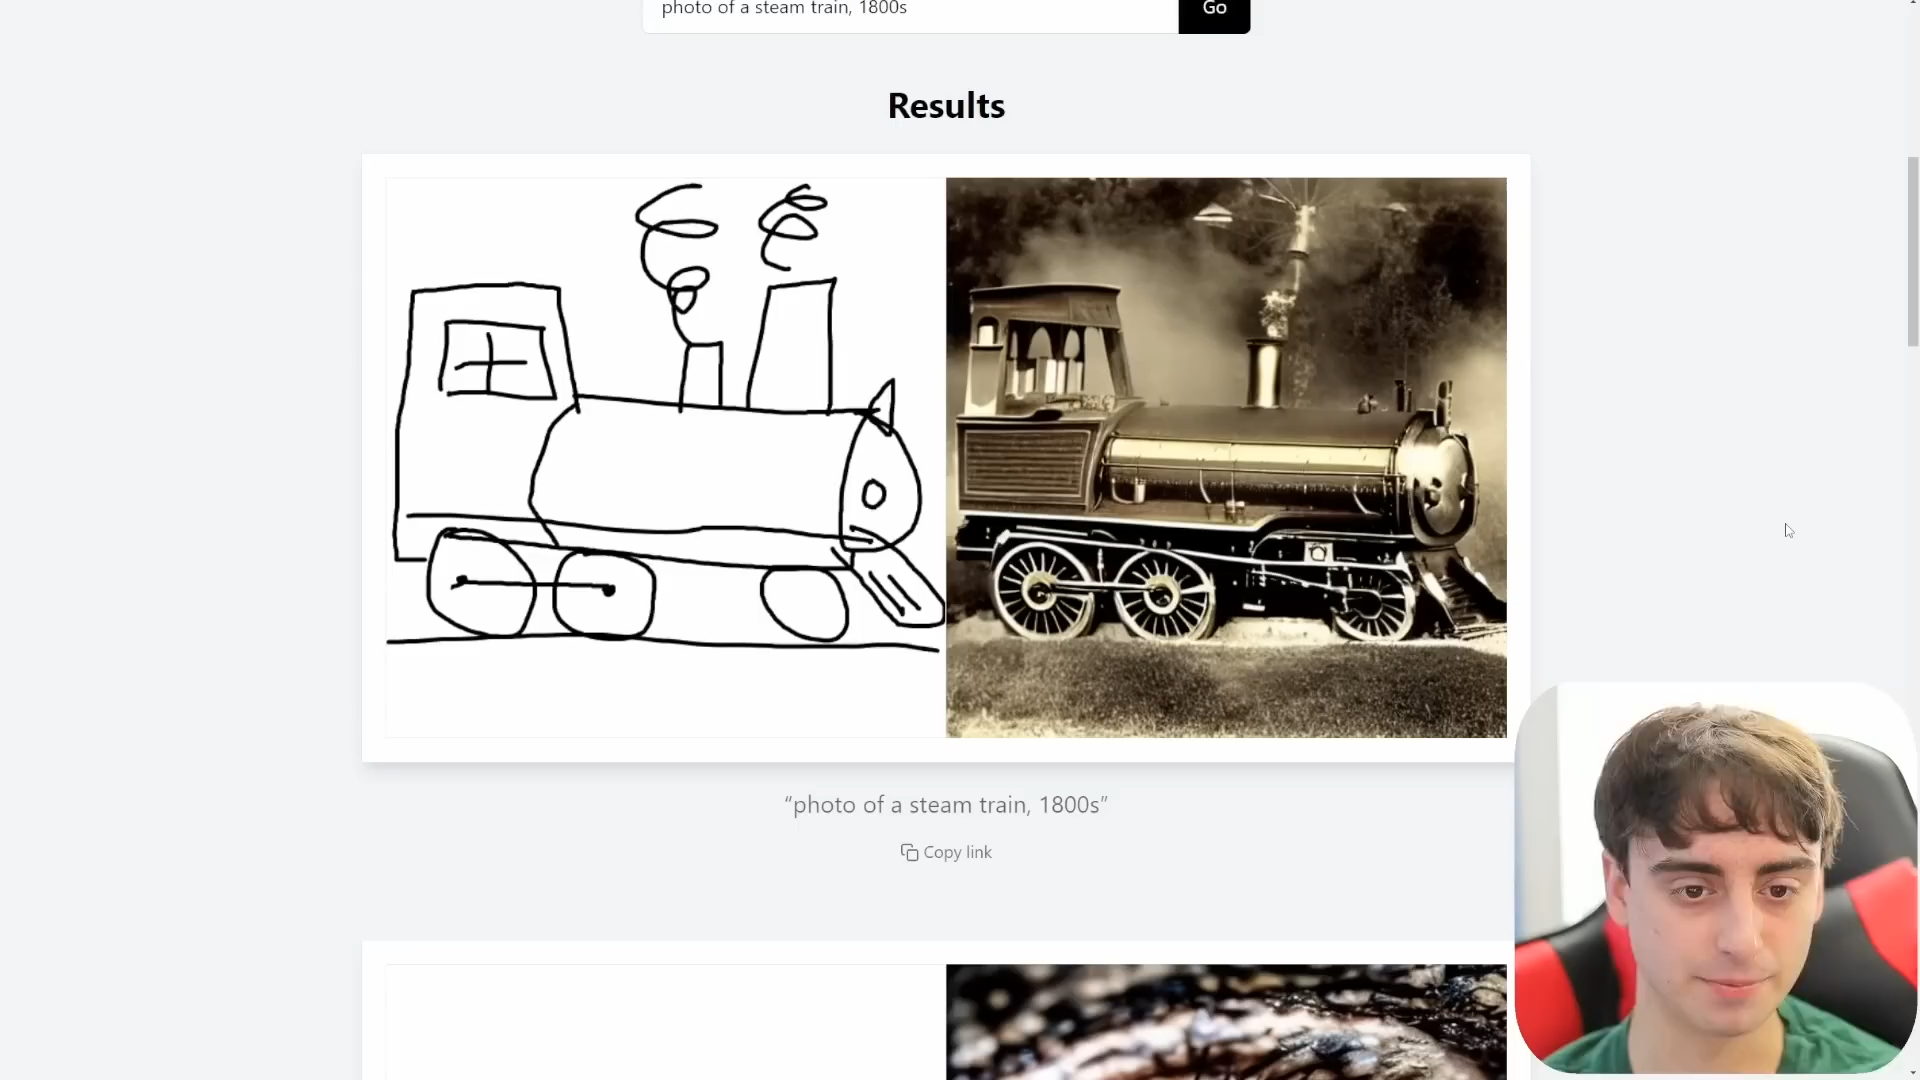 photo of a steam train, 1800s
Go
Results
“photo of a steam train, 1800s”
Copy link